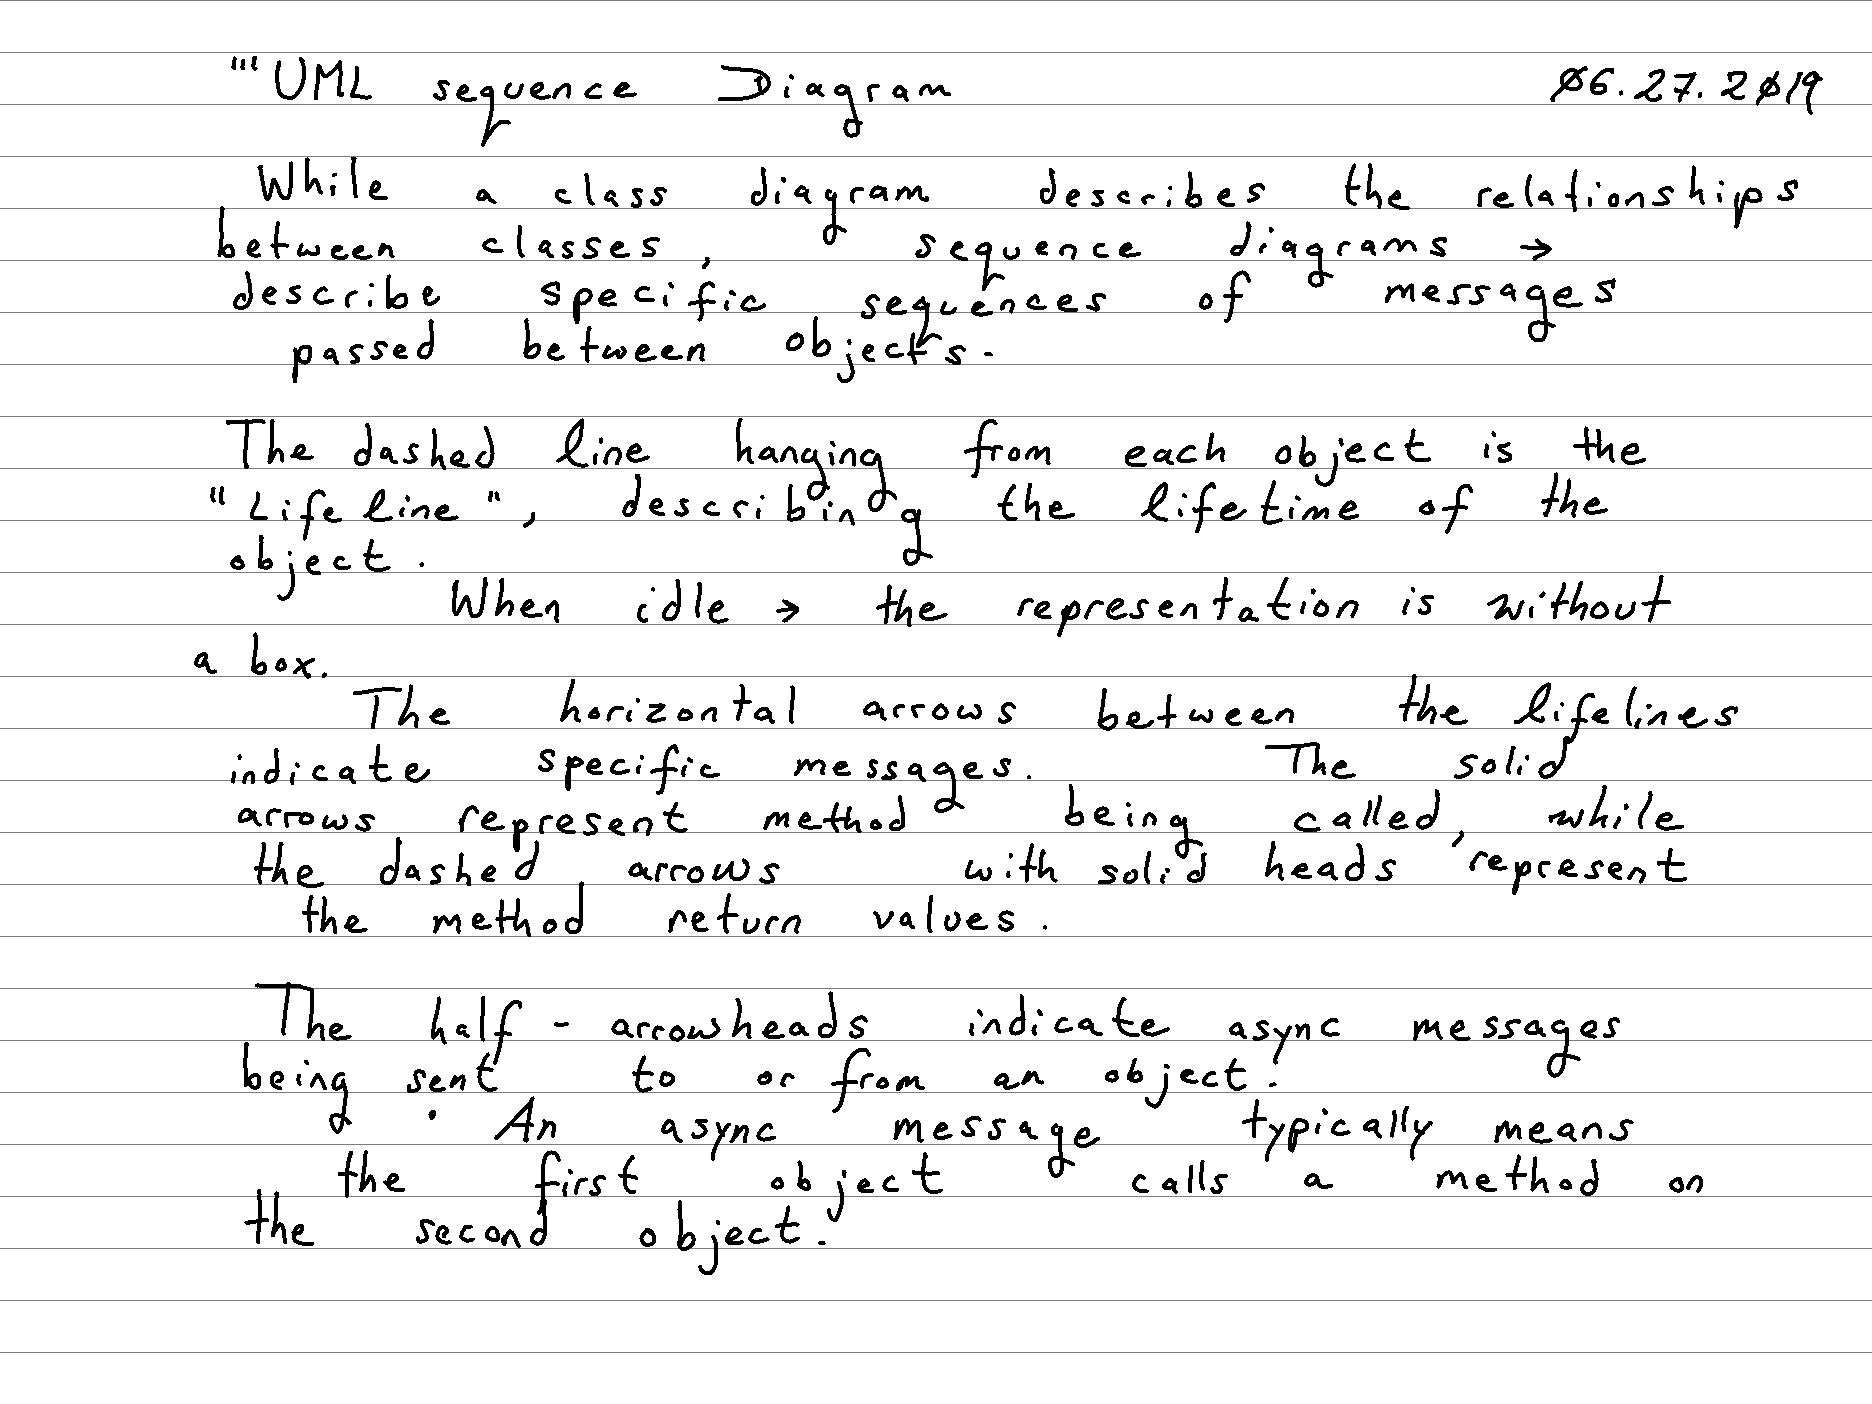 "'UML sequence Diagram 06.27.2019
While a class diagram describes the relationships
between classes, sequence diagrams →
describe specific sequences of messages
passed between objects.
The dashed line hanging from each object is the
"Life line", describing the lifetime of the
object.
When idle → the representation is without
a box.
The horizontal arrows between the lifelines
indicate specific messages. The solid
arrows represent method being called, while
the dashed arrows with solid heads represent
the method return values.
The half - arrowheads indicate async messages
being sent to or from an object.
· An async message typically means
the first object calls a method on
the second object.